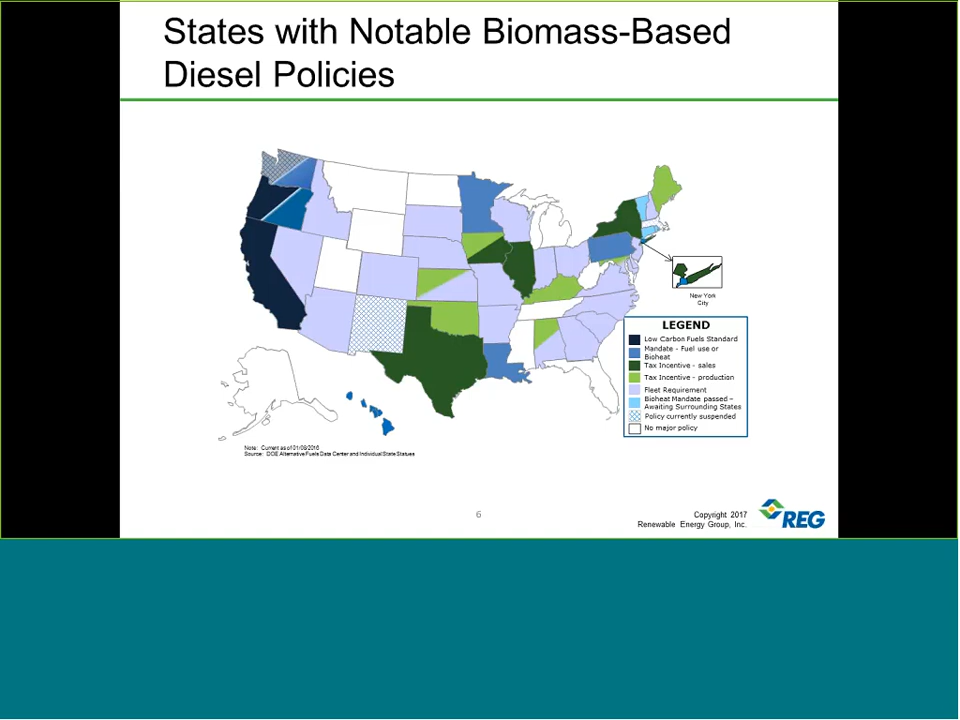 States with Notable Biomass-Based
Diesel Policies
New York
City
LEGEND
Low Carbon Fuels Standard
Mandate - Fuel use or
Bioheat
Tax Incentive - sales
Tax Incentive - production
Fleet Requirement
Bioheat Mandate passed –
Awaiting Surrounding States
Policy currently suspended
No major policy
Note: Current as of 01/08/2016
Source: DOE Alternative Fuels Data Center and Individual State Statues
6
Copyright 2017
Renewable Energy Group, Inc.
REG